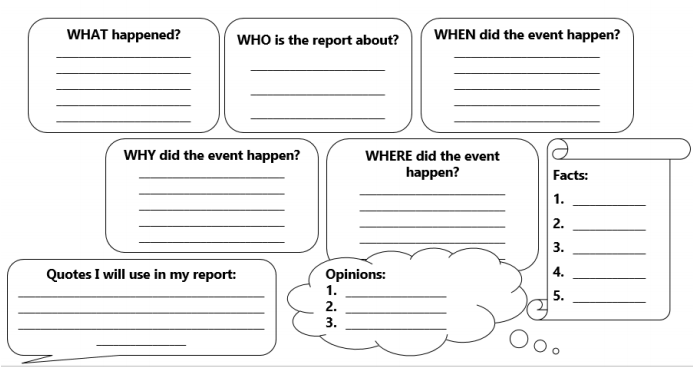 WHAT happened?
WHO is the report about?
WHEN did the event happen?
WHY did the event happen?
WHERE did the event
happen?
Facts:
1.
2.
3.
4.
5.
Quotes I will use in my report:
Opinions:
1.
2.
3.